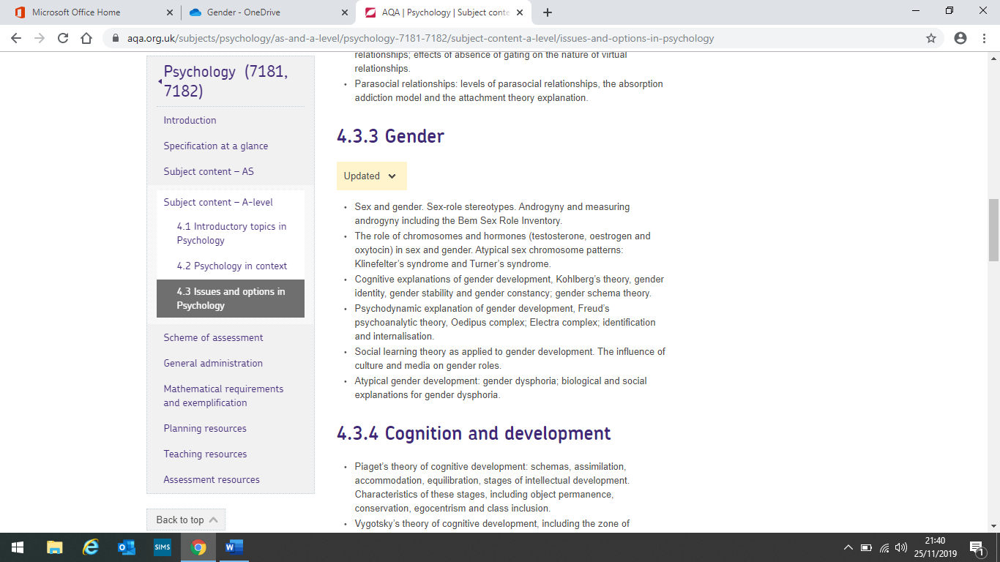 Microsoft Office Home
Gender - OneDrive
AQA | Psychology | Subject conte
aqa.org.uk/subjects/psychology/as-and-a-level/psychology-7181-7182/subject-content-a-level/issues-and-options-in-psychology
Psychology (7181,
7182)
Introduction
Specification at a glance
Subject content – AS
Subject content – A-level
4.1 Introductory topics in
Psychology
4.2 Psychology in context
4.3 Issues and options in
Psychology
Scheme of assessment
General administration
Mathematical requirements
and exemplification
Planning resources
Teaching resources
Assessment resources
Back to top
relationships; effects of absence of gating on the nature of virtual
relationships.
• Parasocial relationships: levels of parasocial relationships, the absorption
addiction model and the attachment theory explanation.
4.3.3 Gender
Updated
• Sex and gender. Sex-role stereotypes. Androgyny and measuring
androgyny including the Bem Sex Role Inventory.
• The role of chromosomes and hormones (testosterone, oestrogen and
oxytocin) in sex and gender. Atypical sex chromosome patterns:
Klinefelter’s syndrome and Turner’s syndrome.
• Cognitive explanations of gender development, Kohlberg’s theory, gender
identity, gender stability and gender constancy; gender schema theory.
• Psychodynamic explanation of gender development, Freud’s
psychoanalytic theory, Oedipus complex; Electra complex; identification
and internalisation.
• Social learning theory as applied to gender development. The influence of
culture and media on gender roles.
• Atypical gender development: gender dysphoria; biological and social
explanations for gender dysphoria.
4.3.4 Cognition and development
• Piaget’s theory of cognitive development: schemas, assimilation,
accommodation, equilibration, stages of intellectual development.
Characteristics of these stages, including object permanence,
conservation, egocentrism and class inclusion.
• Vygotsky’s theory of cognitive development, including the zone of
SIMS
21:40
25/11/2019
1